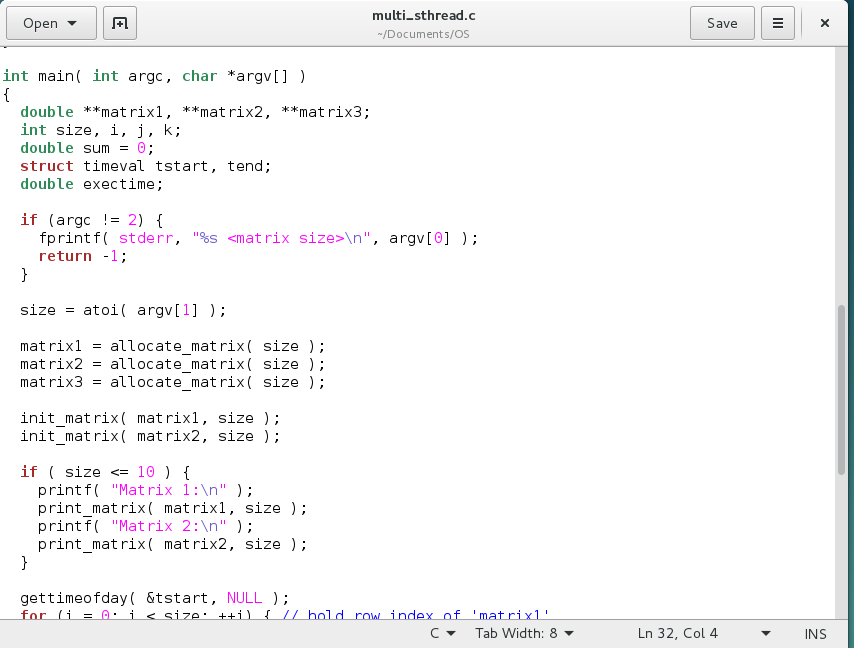 Open
multi_sthread.c
~/Documents/OS
Save
int main( int argc, char *argv[] )
{
  double **matrix1, **matrix2, **matrix3;
  int size, i, j, k;
  double sum = 0;
  struct timeval tstart, tend;
  double exectime;

  if (argc != 2) {
    fprintf( stderr, "%s <matrix size>\n", argv[0] );
    return -1;
  }

  size = atoi( argv[1] );

  matrix1 = allocate_matrix( size );
  matrix2 = allocate_matrix( size );
  matrix3 = allocate_matrix( size );

  init_matrix( matrix1, size );
  init_matrix( matrix2, size );

  if ( size <= 10 ) {
    printf( "Matrix 1:\n" );
    print_matrix( matrix1, size );
    printf( "Matrix 2:\n" );
    print_matrix( matrix2, size );
  }

  gettimeofday( &tstart, NULL );
  for (i = 0; i < size; ++i) { // hold row index of 'matrix1'
C
Tab Width: 8
Ln 32, Col 4
INS